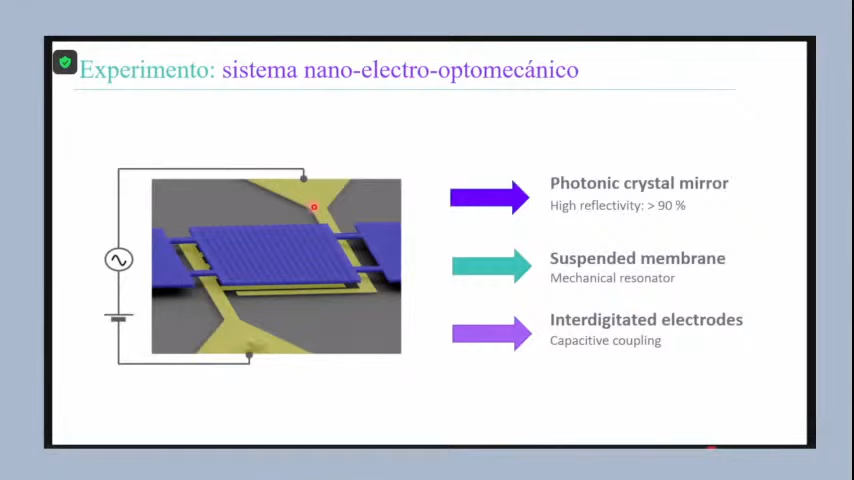 Experimento: sistema nano-electro-optomecánico
Photonic crystal mirror
High reflectivity: > 90 %
Suspended membrane
Mechanical resonator
Interdigitated electrodes
Capacitive coupling